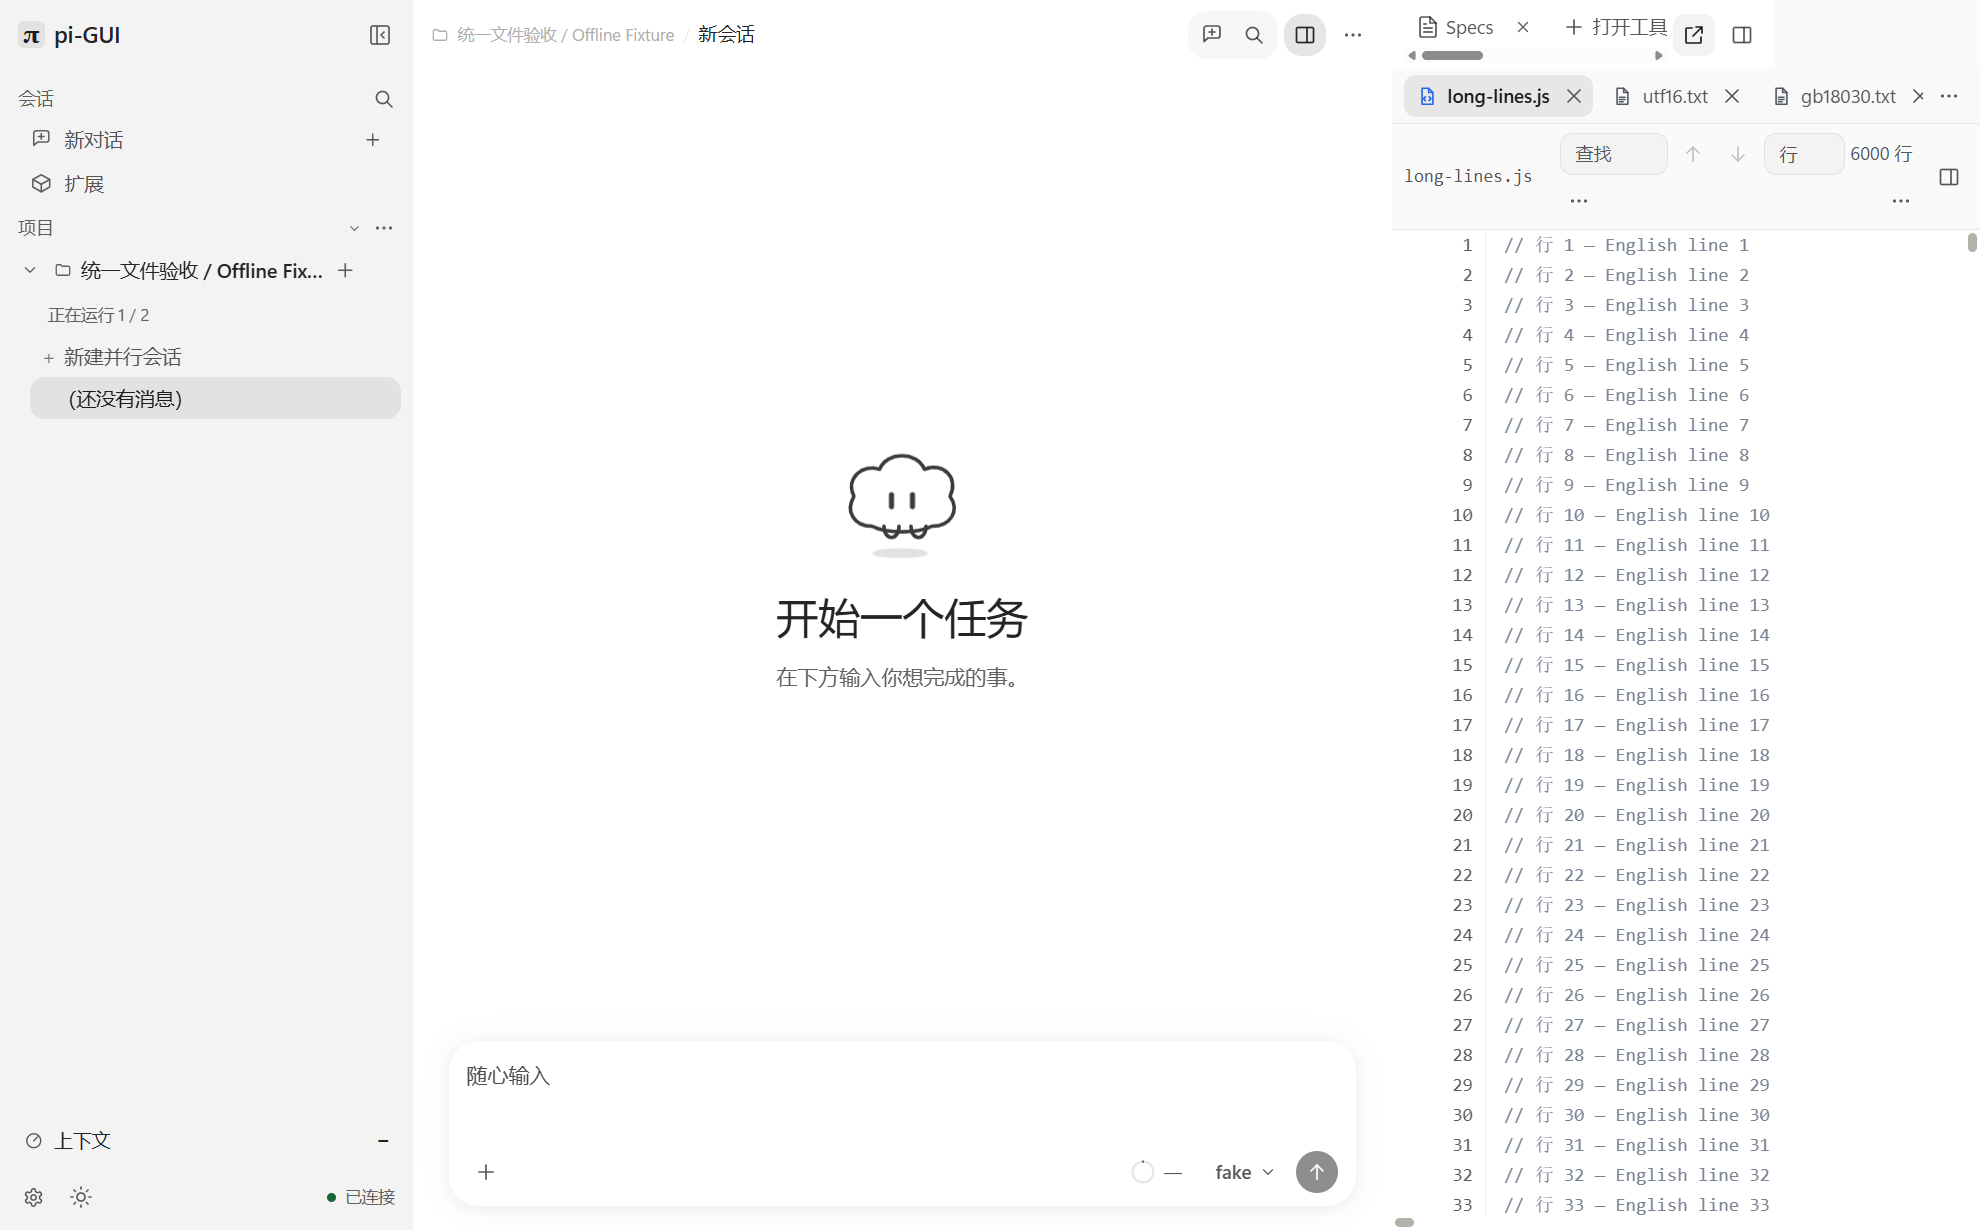 π pi-GUI
会话
新对话
扩展
项目
统一文件验收 / Offline Fix...
正在运行 1 / 2
+ 新建并行会话
(还没有消息)
上下文
已连接
统一文件验收 / Offline Fixture / 新会话
开始一个任务
在下方输入你想完成的事。
随心输入
— fake
Specs 打开工具
long-lines.js utf16.txt gb18030.txt
long-lines.js 查找 行 6000 行
1 // 行 1 — English line 1
2 // 行 2 — English line 2
3 // 行 3 — English line 3
4 // 行 4 — English line 4
5 // 行 5 — English line 5
6 // 行 6 — English line 6
7 // 行 7 — English line 7
8 // 行 8 — English line 8
9 // 行 9 — English line 9
10 // 行 10 — English line 10
11 // 行 11 — English line 11
12 // 行 12 — English line 12
13 // 行 13 — English line 13
14 // 行 14 — English line 14
15 // 行 15 — English line 15
16 // 行 16 — English line 16
17 // 行 17 — English line 17
18 // 行 18 — English line 18
19 // 行 19 — English line 19
20 // 行 20 — English line 20
21 // 行 21 — English line 21
22 // 行 22 — English line 22
23 // 行 23 — English line 23
24 // 行 24 — English line 24
25 // 行 25 — English line 25
26 // 行 26 — English line 26
27 // 行 27 — English line 27
28 // 行 28 — English line 28
29 // 行 29 — English line 29
30 // 行 30 — English line 30
31 // 行 31 — English line 31
32 // 行 32 — English line 32
33 // 行 33 — English line 33